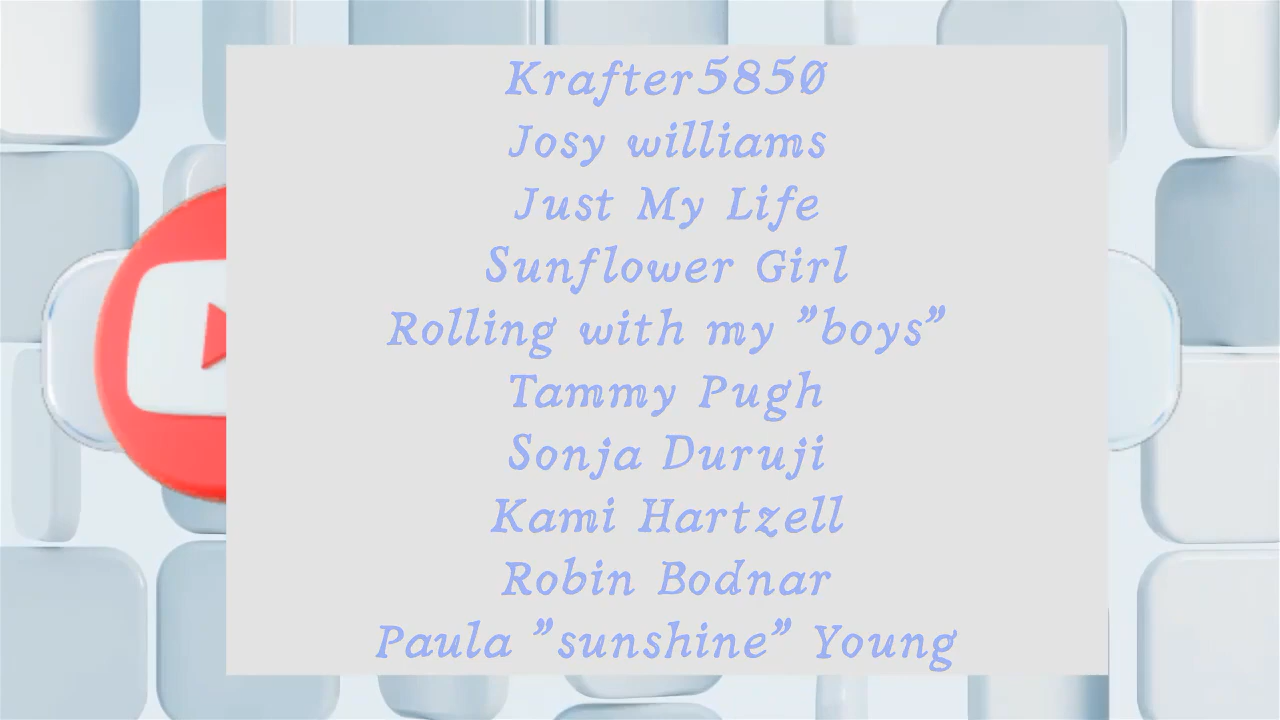 Krafter5850
Josy williams
Just My Life
Sunflower Girl
Rolling with my ”boys”
Tammy Pugh
Sonja Duruji
Kami Hartzell
Robin Bodnar
Paula ”sunshine” Young